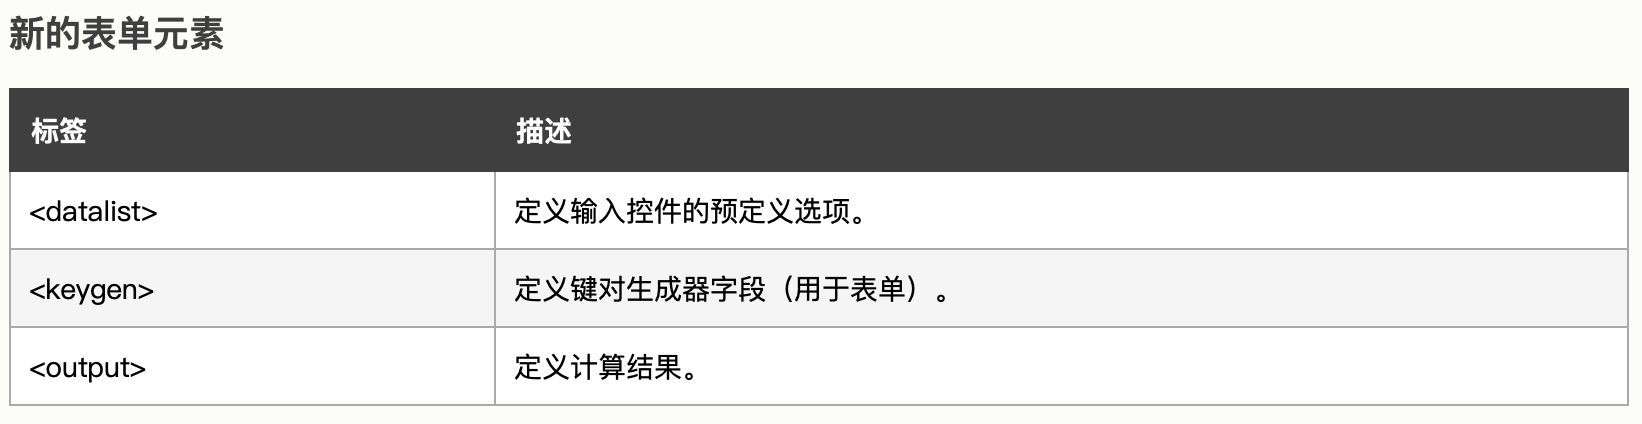 新的表单元素
标签 描述
<datalist> 定义输入控件的预定义选项。
<keygen> 定义键对生成器字段（用于表单）。
<output> 定义计算结果。